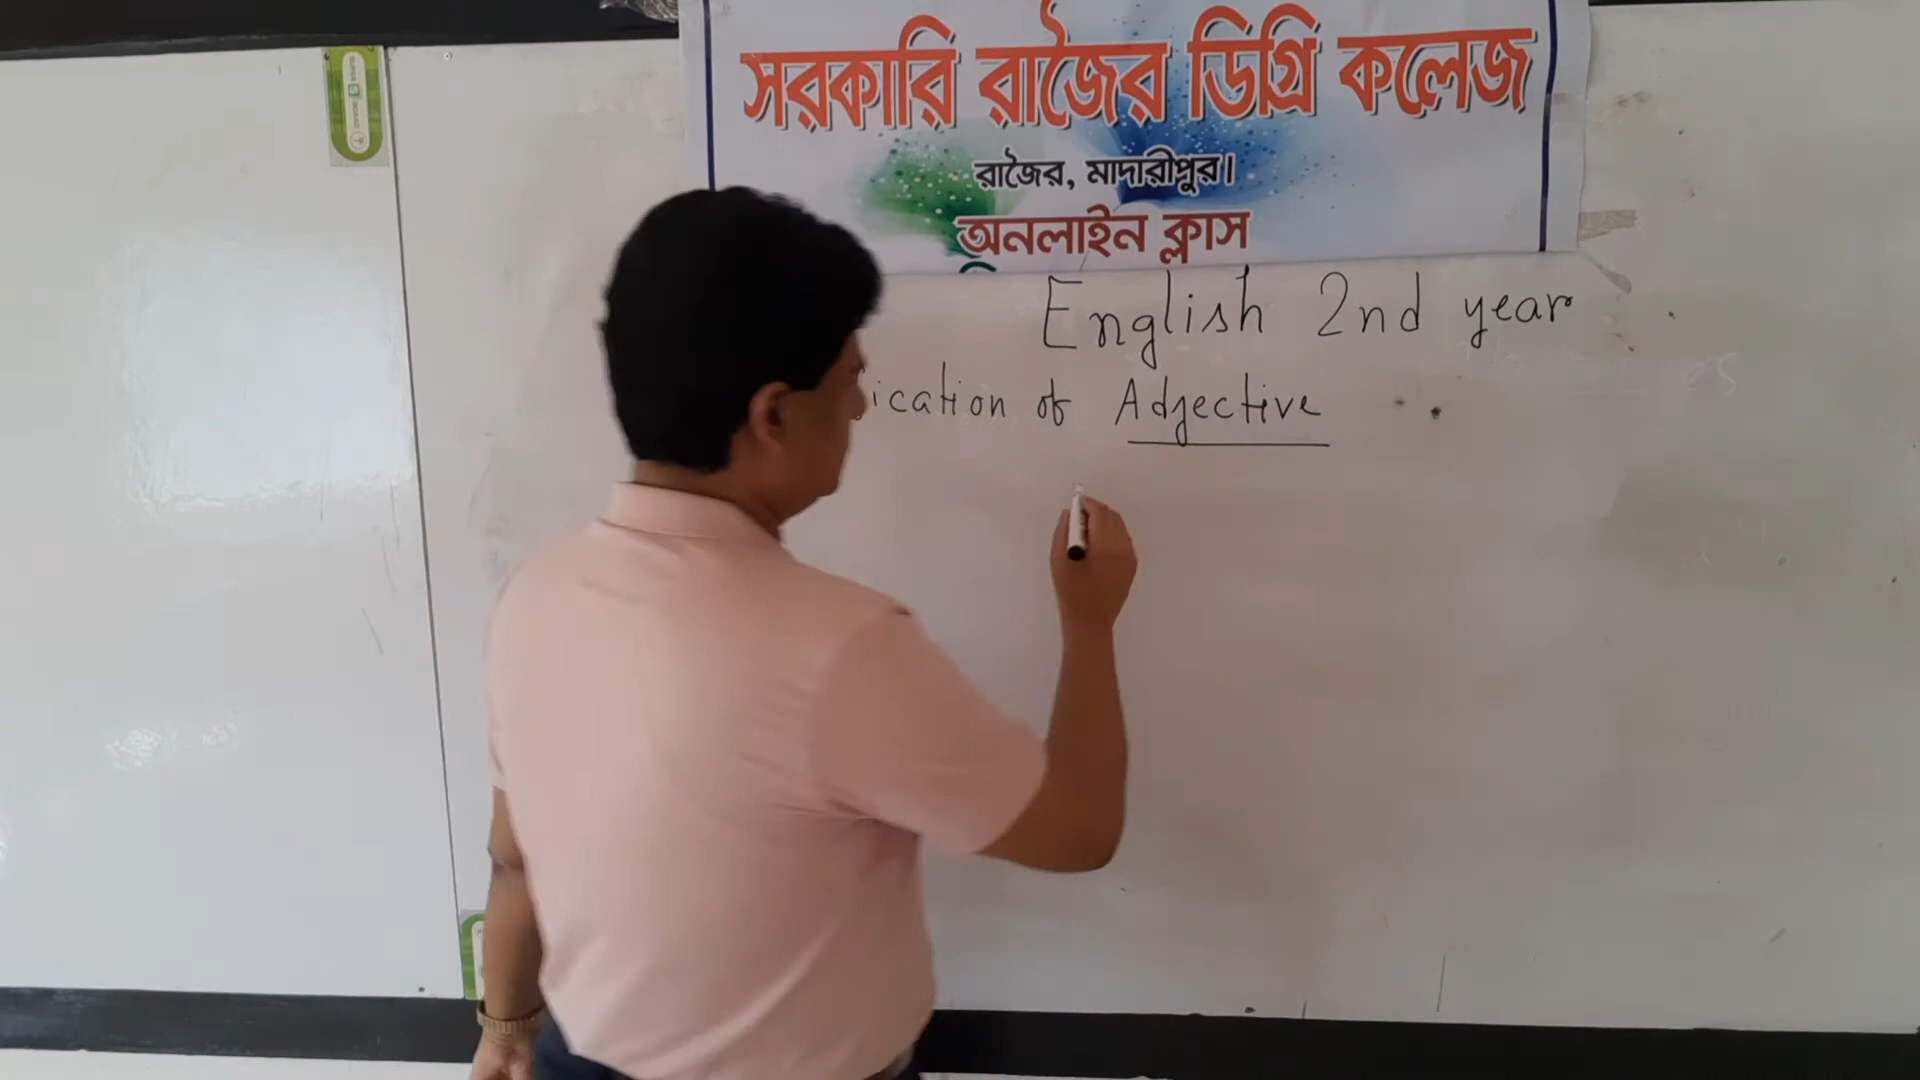 সরকারি রাজৈর ডিগ্রি কলেজ
রাজৈর, মাদারীপুর।
অনলাইন ক্লাস
English 2nd year
ication of Adjective